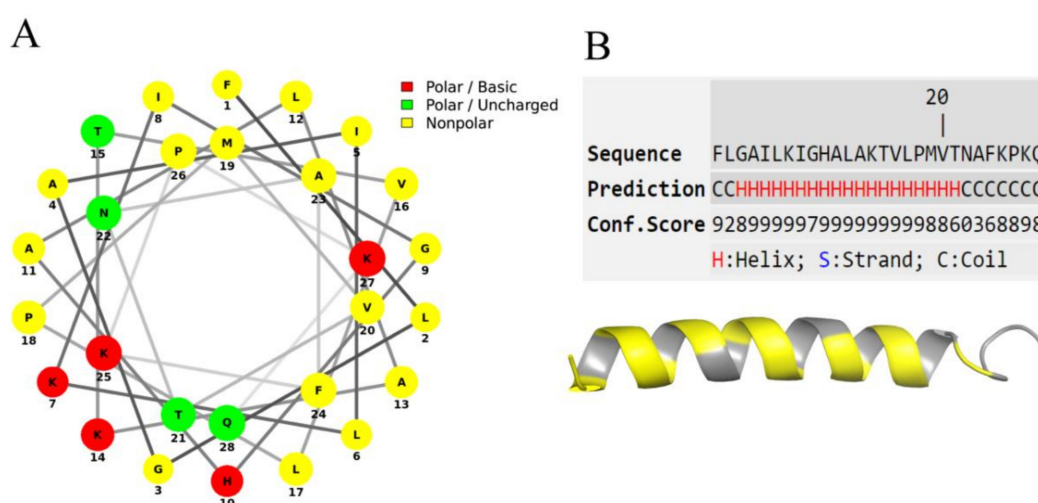 A
B
Polar / Basic
Polar / Uncharged
Nonpolar
F
1
I
8
L
12
T
15
P
26
M
19
I
5
A
4
A
23
V
16
N
22
A
11
G
9
K
27
P
18
V
20
L
2
K
25
K
7
F
24
A
13
K
14
T
21
Q
28
L
6
G
3
H
10
L
17
20
|
Sequence FLGAILKIGHALAKTVLPMVTNAFKPKQ
Prediction CCHHHHHHHHHHHHHHHHHHHCCCCCCC
Conf.Score 9289999979999999998860368898
H:Helix; S:Strand; C:Coil